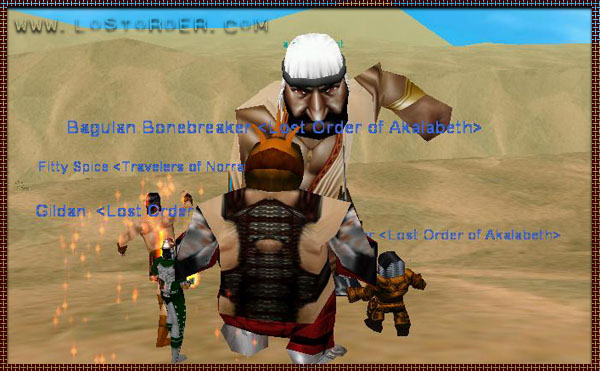 www.LostOrder.com
Bagulan Bonebreaker <Lost Order of Akalabeth>
Fitty Spice <Travelers of Norra
Gildan <Lost Order
r <Lost Order of Akalabeth>